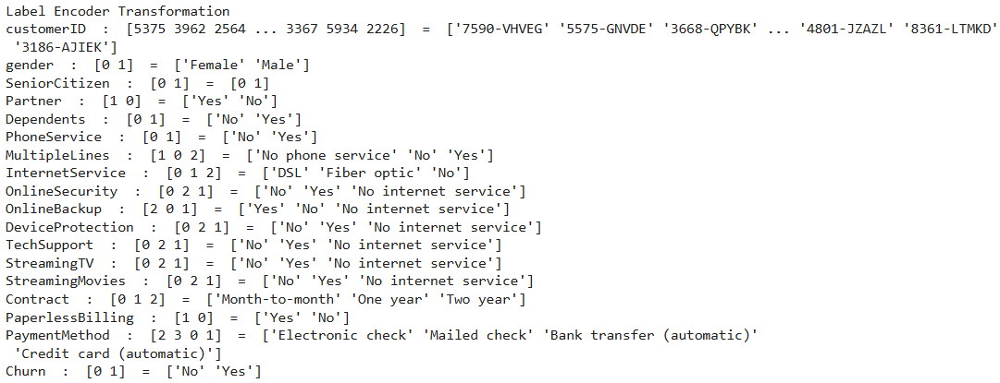 Label Encoder Transformation
customerID  :  [5375 3962 2564 ... 3367 5934 2226]  =  ['7590-VHVEG' '5575-GNVDE' '3668-QPYBK' ... '4801-JZAZL' '8361-LTMKD'
 '3186-AJIEK']
gender  :  [0 1]  =  ['Female' 'Male']
SeniorCitizen  :  [0 1]  =  [0 1]
Partner  :  [1 0]  =  ['Yes' 'No']
Dependents  :  [0 1]  =  ['No' 'Yes']
PhoneService  :  [0 1]  =  ['No' 'Yes']
MultipleLines  :  [1 0 2]  =  ['No phone service' 'No' 'Yes']
InternetService  :  [0 1 2]  =  ['DSL' 'Fiber optic' 'No']
OnlineSecurity  :  [0 2 1]  =  ['No' 'Yes' 'No internet service']
OnlineBackup  :  [2 0 1]  =  ['Yes' 'No' 'No internet service']
DeviceProtection  :  [0 2 1]  =  ['No' 'Yes' 'No internet service']
TechSupport  :  [0 2 1]  =  ['No' 'Yes' 'No internet service']
StreamingTV  :  [0 2 1]  =  ['No' 'Yes' 'No internet service']
StreamingMovies  :  [0 2 1]  =  ['No' 'Yes' 'No internet service']
Contract  :  [0 1 2]  =  ['Month-to-month' 'One year' 'Two year']
PaperlessBilling  :  [1 0]  =  ['Yes' 'No']
PaymentMethod  :  [2 3 0 1]  =  ['Electronic check' 'Mailed check' 'Bank transfer (automatic)'
 'Credit card (automatic)']
Churn  :  [0 1]  =  ['No' 'Yes']